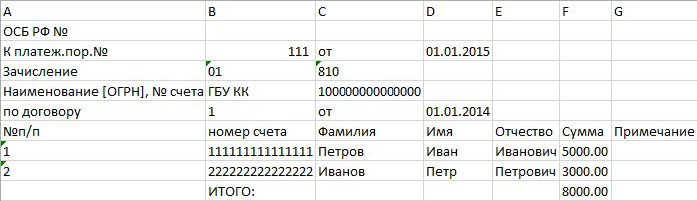 A B C D E F G
ОСБ РФ №
К платеж.пор.№ 111 от 01.01.2015
Зачисление 01 810
Наименование [ОГРН], № счета ГБУ КК 100000000000000
по договору 1 от 01.01.2014
№п/п номер счета Фамилия Имя Отчество Сумма Примечание
1 111111111111111 Петров Иван Иванович 5000.00
2 222222222222222 Иванов Петр Петрович 3000.00
ИТОГО: 8000.00